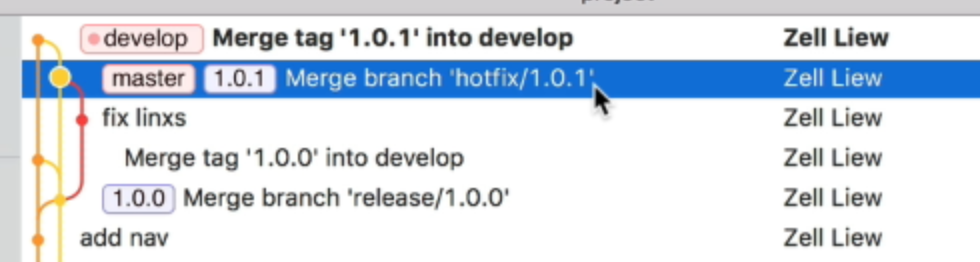 develop Merge tag '1.0.1' into develop Zell Liew
master 1.0.1 Merge branch 'hotfix/1.0.1' Zell Liew
fix linxs Zell Liew
Merge tag '1.0.0' into develop Zell Liew
1.0.0 Merge branch 'release/1.0.0' Zell Liew
add nav Zell Liew